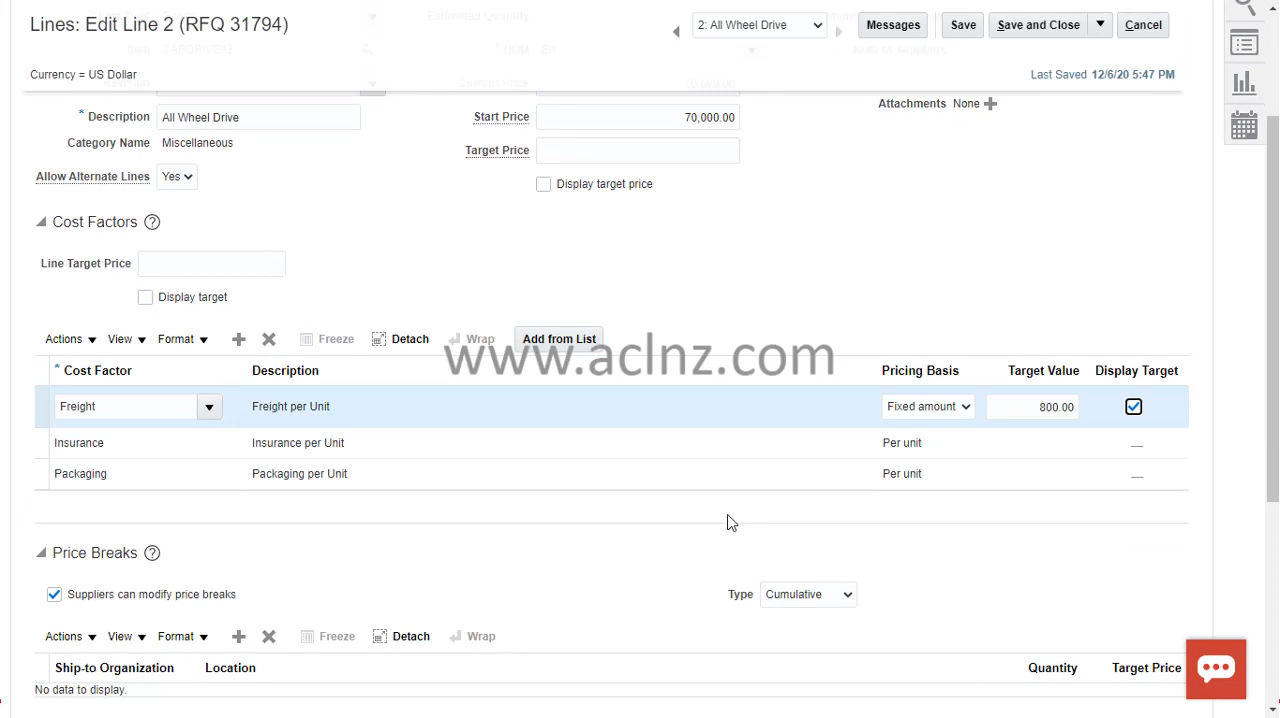 Lines: Edit Line 2 (RFQ 31794)
2: All Wheel Drive
Messages
Save
Save and Close
Cancel
Currency = US Dollar
Last Saved 12/6/20 5:47 PM
Attachments None
* Description All Wheel Drive
Start Price 70,000.00
Category Name Miscellaneous
Target Price
Allow Alternate Lines Yes
Display target price
Cost Factors
Line Target Price
Display target
Actions View Format Freeze Detach Wrap Add from List
www.aclnz.com
* Cost Factor Description Pricing Basis Target Value Display Target
Freight Freight per Unit Fixed amount 800.00
Insurance Insurance per Unit Per unit
Packaging Packaging per Unit Per unit
Price Breaks
Suppliers can modify price breaks
Type Cumulative
Actions View Format Freeze Detach Wrap
Ship-to Organization Location Quantity Target Price
No data to display.